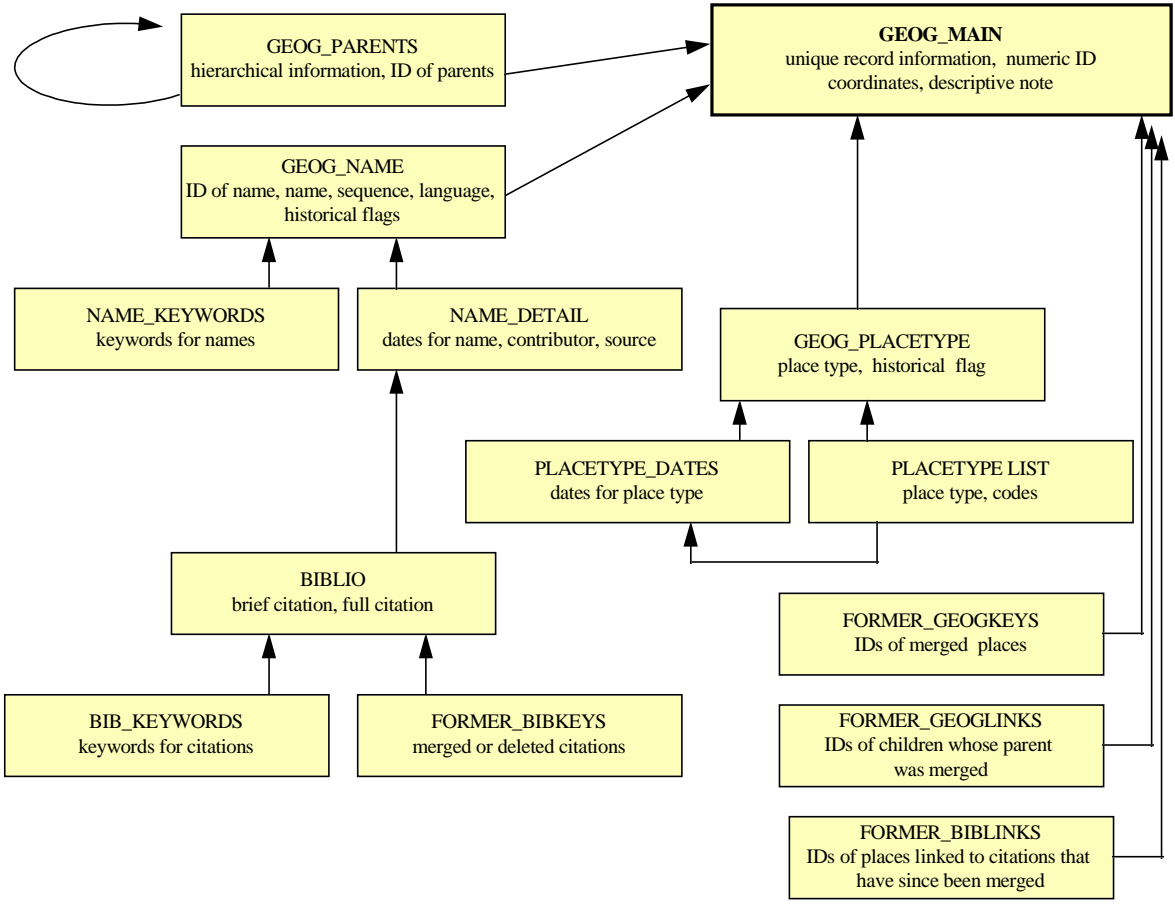 GEOG_PARENTS
hierarchical information, ID of parents
GEOG_MAIN
unique record information, numeric ID
coordinates, descriptive note
GEOG_NAME
ID of name, name, sequence, language,
historical flags
NAME_KEYWORDS
keywords for names
NAME_DETAIL
dates for name, contributor, source
GEOG_PLACETYPE
place type, historical flag
PLACETYPE_DATES
dates for place type
PLACETYPE LIST
place type, codes
BIBLIO
brief citation, full citation
FORMER_GEOGKEYS
IDs of merged places
BIB_KEYWORDS
keywords for citations
FORMER_BIBKEYS
merged or deleted citations
FORMER_GEOGLINKS
IDs of children whose parent
was merged
FORMER_BIBLINKS
IDs of places linked to citations that
have since been merged